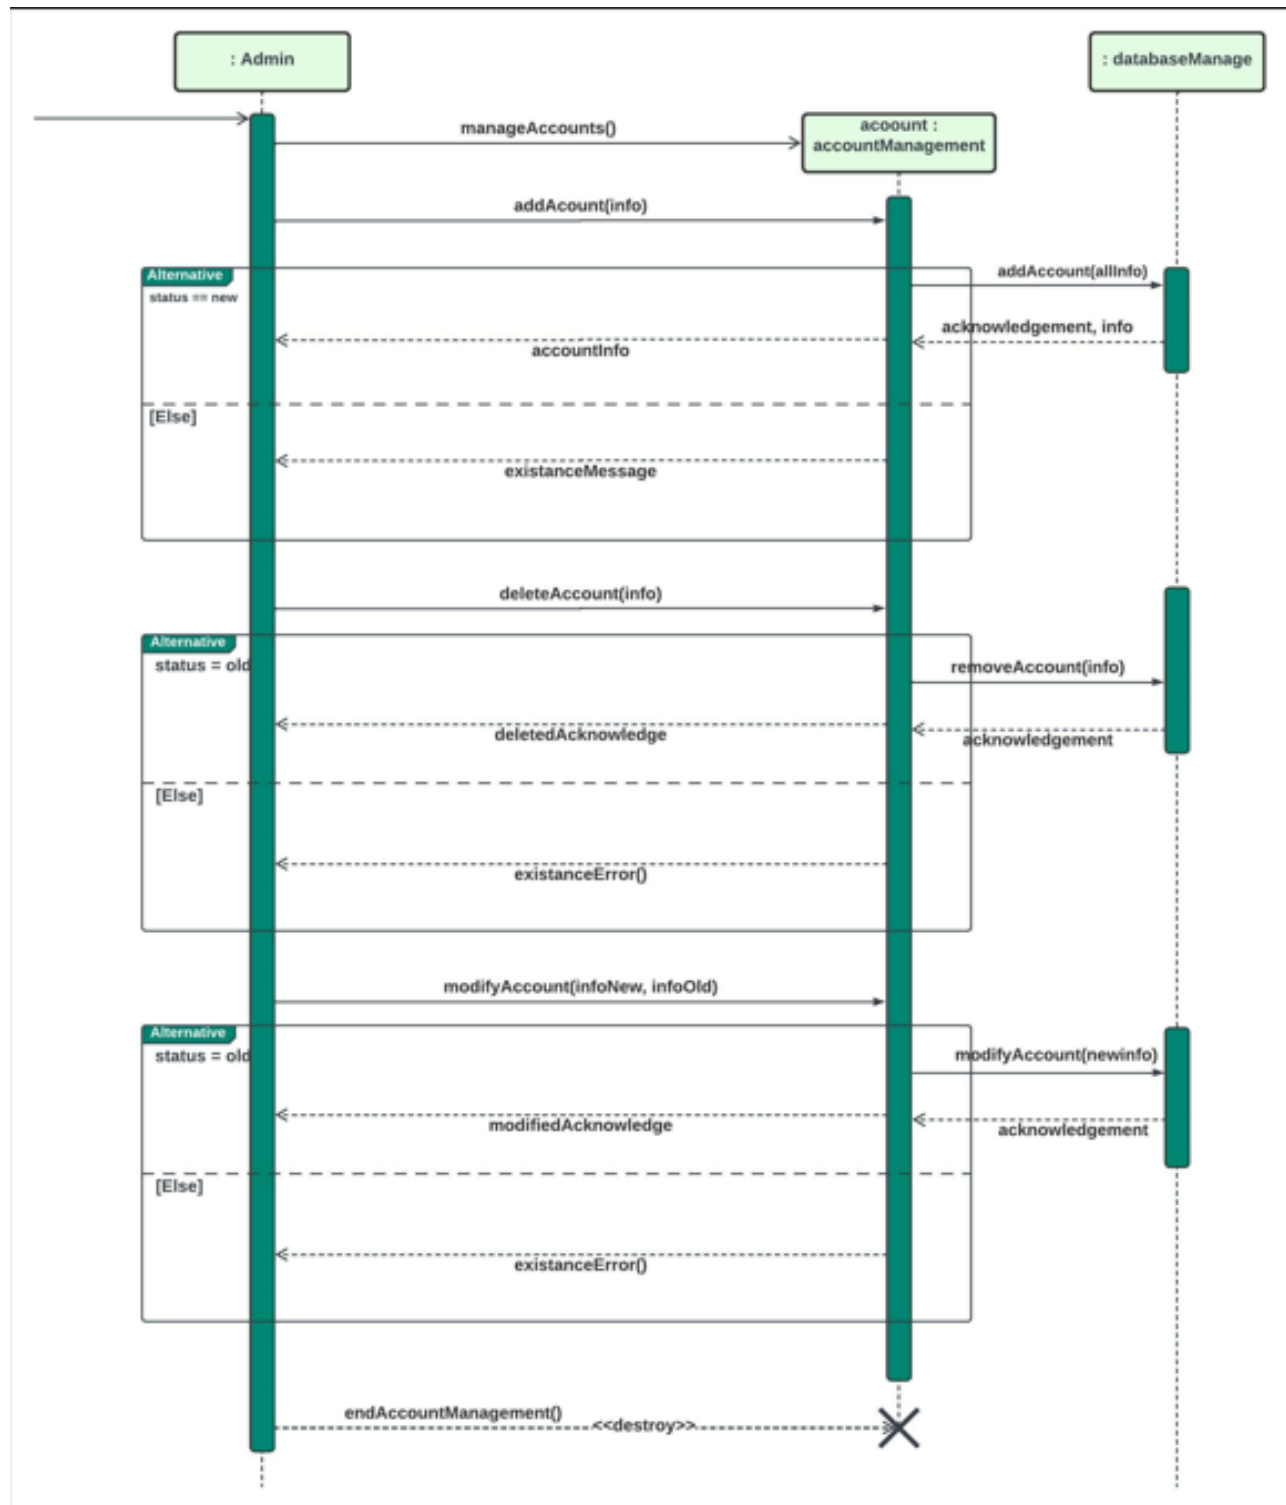 : Admin
: databaseManage
acoount :
accountManagement
manageAccounts()
addAcount(info)
Alternative
status == new
addAccount(allInfo)
acknowledgement, info
accountInfo
[Else]
existanceMessage
deleteAccount(info)
Alternative
status = old
removeAccount(info)
deletedAcknowledge
acknowledgement
[Else]
existanceError()
modifyAccount(infoNew, infoOld)
Alternative
status = old
modifyAccount(newinfo)
modifiedAcknowledge
acknowledgement
[Else]
existanceError()
endAccountManagement()
<<destroy>>